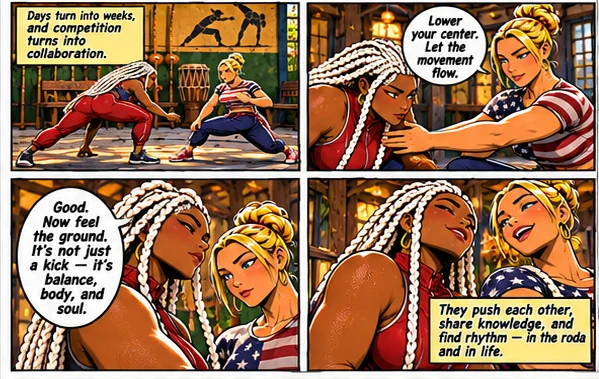 Days turn into weeks,
and competition
turns into
collaboration.
Lower
your center.
Let the
movement
flow.
Good.
Now feel
the ground.
It's not just
a kick — it's
balance,
body, and
soul.
They push each other,
share knowledge, and
find rhythm — in the roda
and in life.